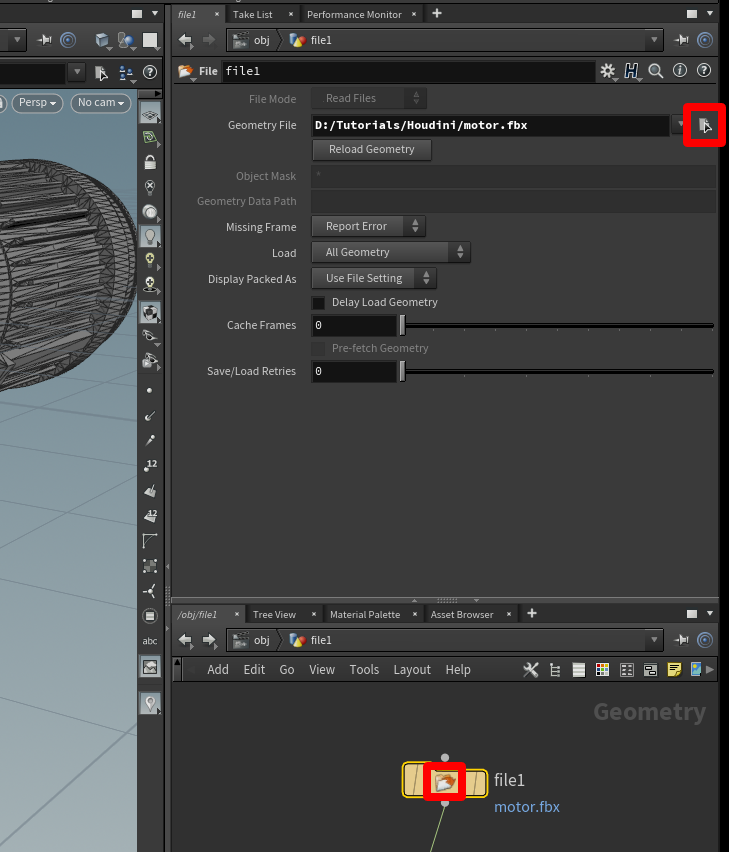 file1 × Take List × Performance Monitor × +
obj file1
File file1
Persp No cam
File Mode Read Files
Geometry File D:/Tutorials/Houdini/motor.fbx
Reload Geometry
Object Mask *
Geometry Data Path
Missing Frame Report Error
Load All Geometry
Display Packed As Use File Setting
Delay Load Geometry
Cache Frames 0
Pre-fetch Geometry
Save/Load Retries 0
12
12
abc
/obj/file1 × Tree View × Material Palette × Asset Browser × +
obj file1
Add Edit Go View Tools Layout Help
Geometry
file1
motor.fbx